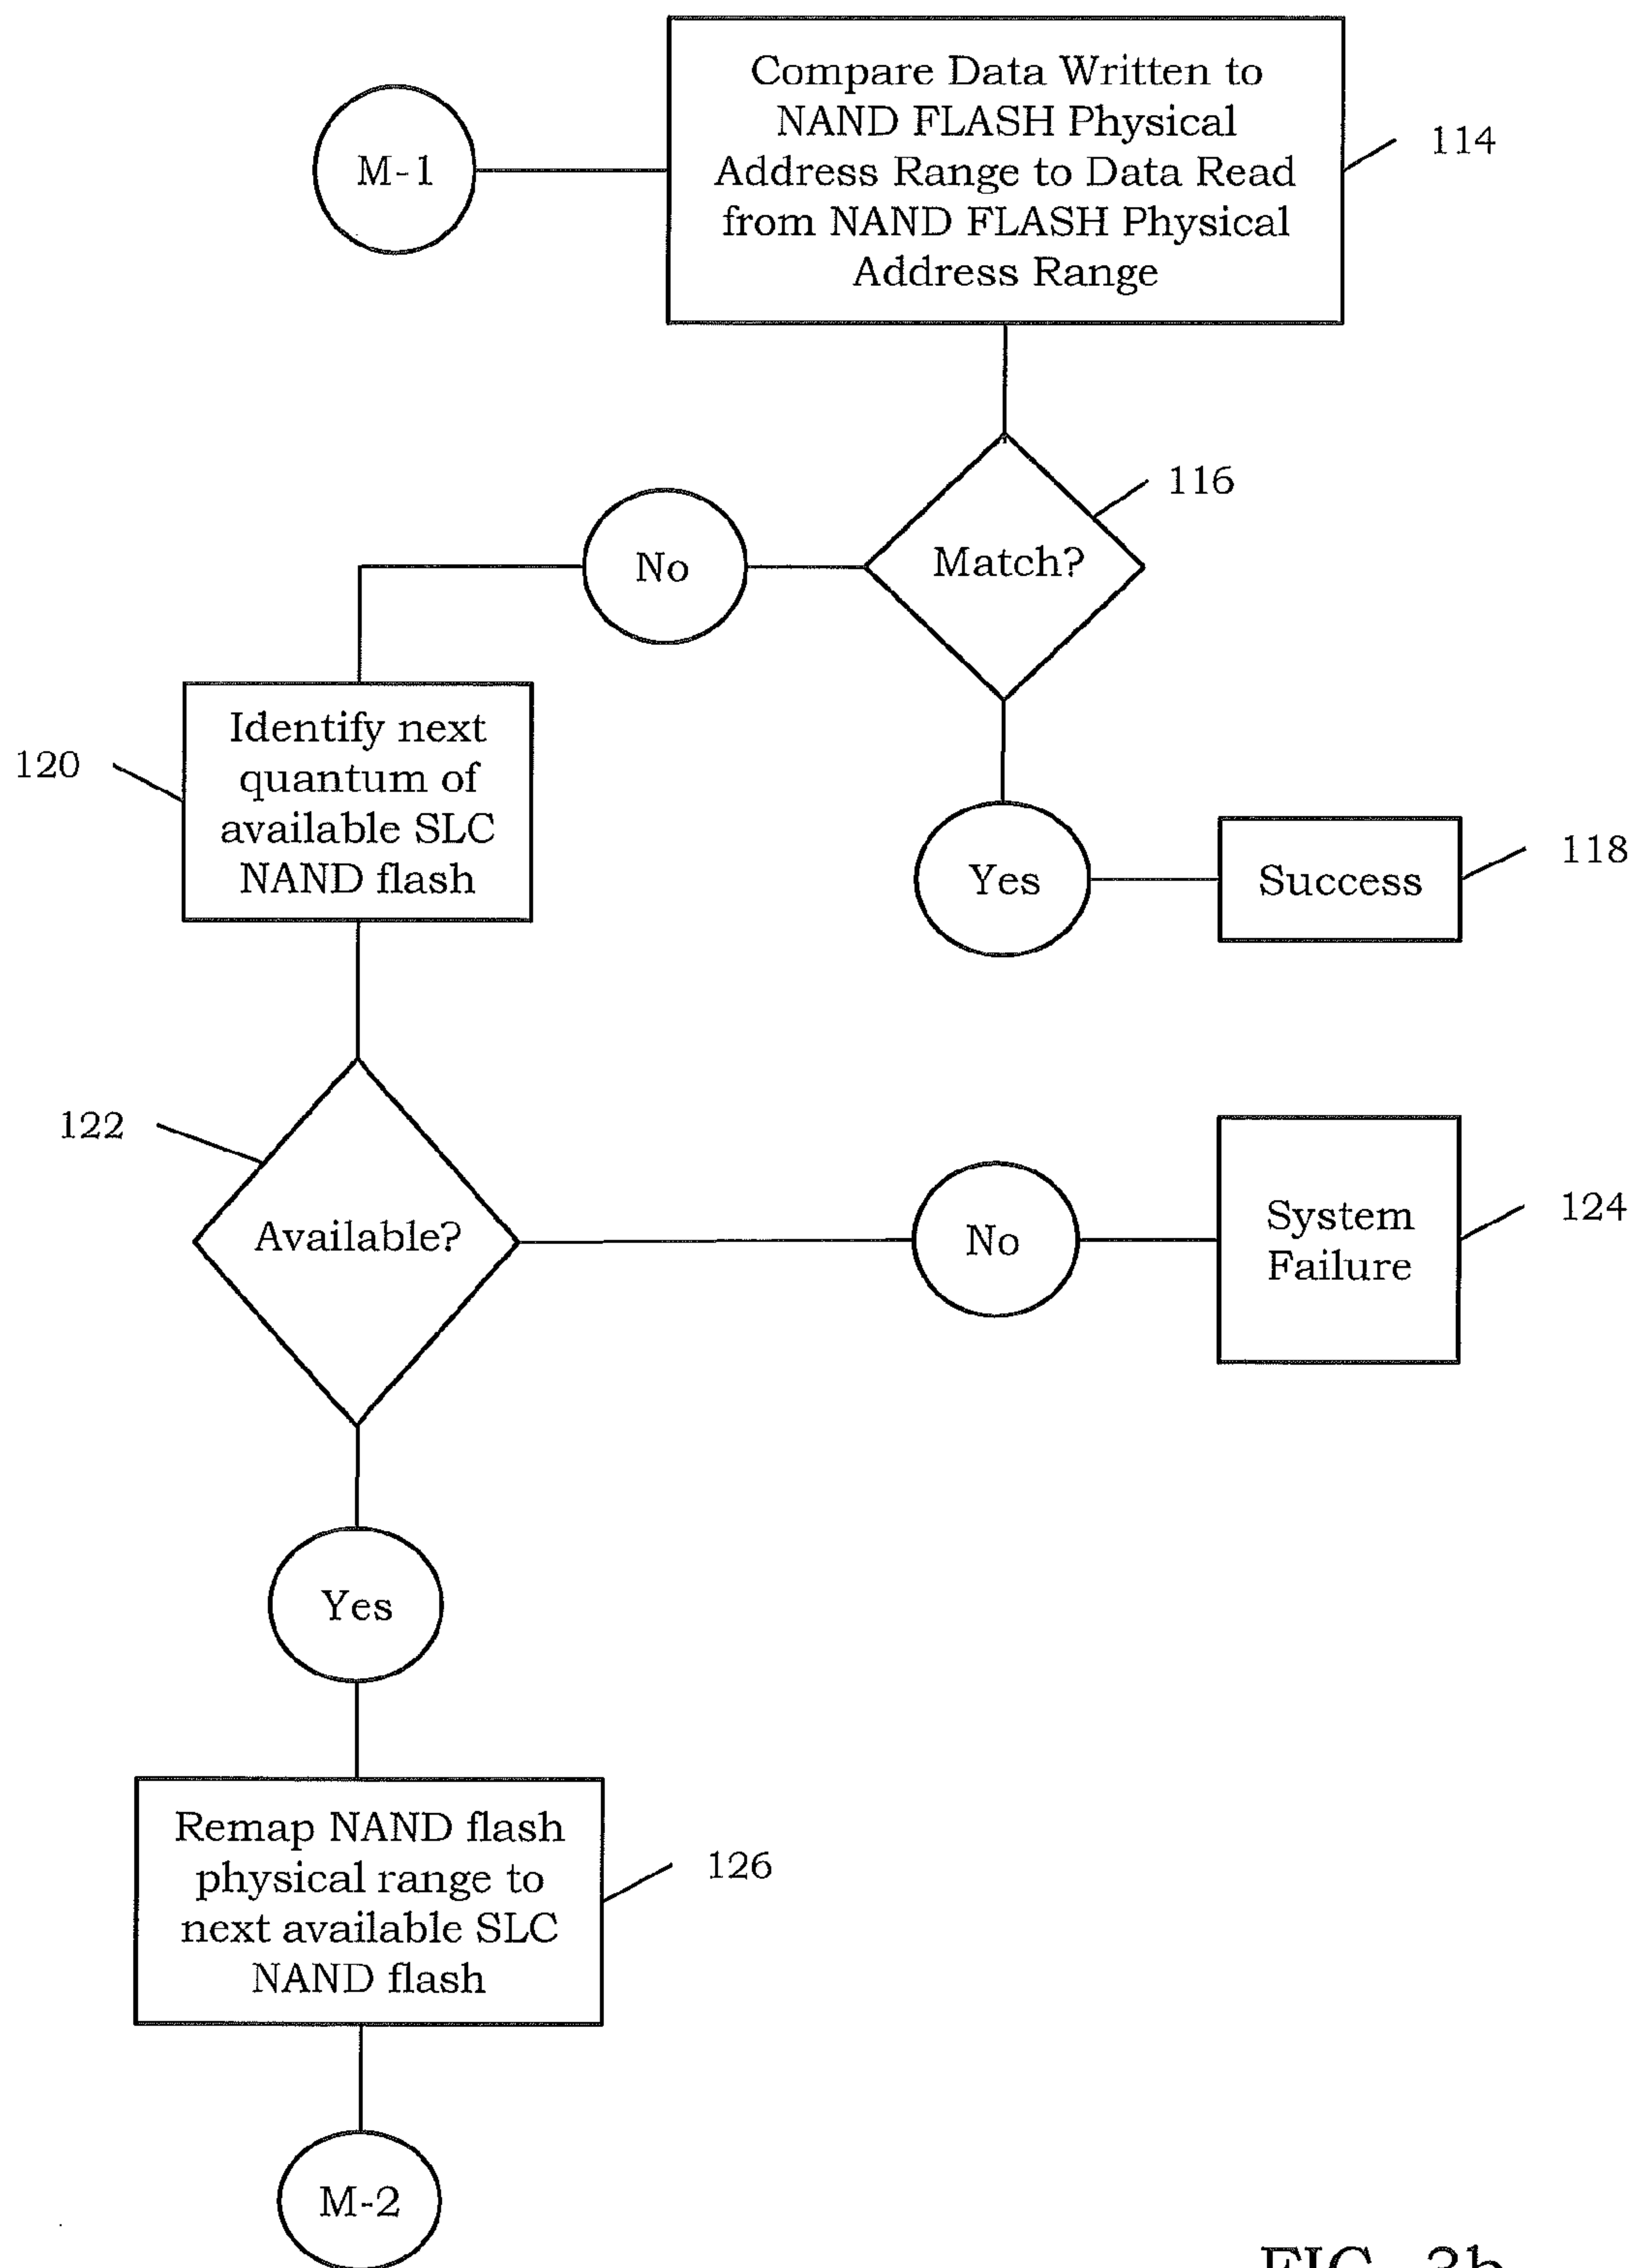 Compare Data Written to
NAND FLASH Physical
Address Range to Data Read
from NAND FLASH Physical
Address Range
M-1
114
116
Match?
No
Identify next
quantum of
available SLC
NAND flash
120
Yes
Success
118
122
Available?
No
System
Failure
124
Yes
Remap NAND flash
physical range to
next available SLC
NAND flash
126
M-2
FIG. 3b